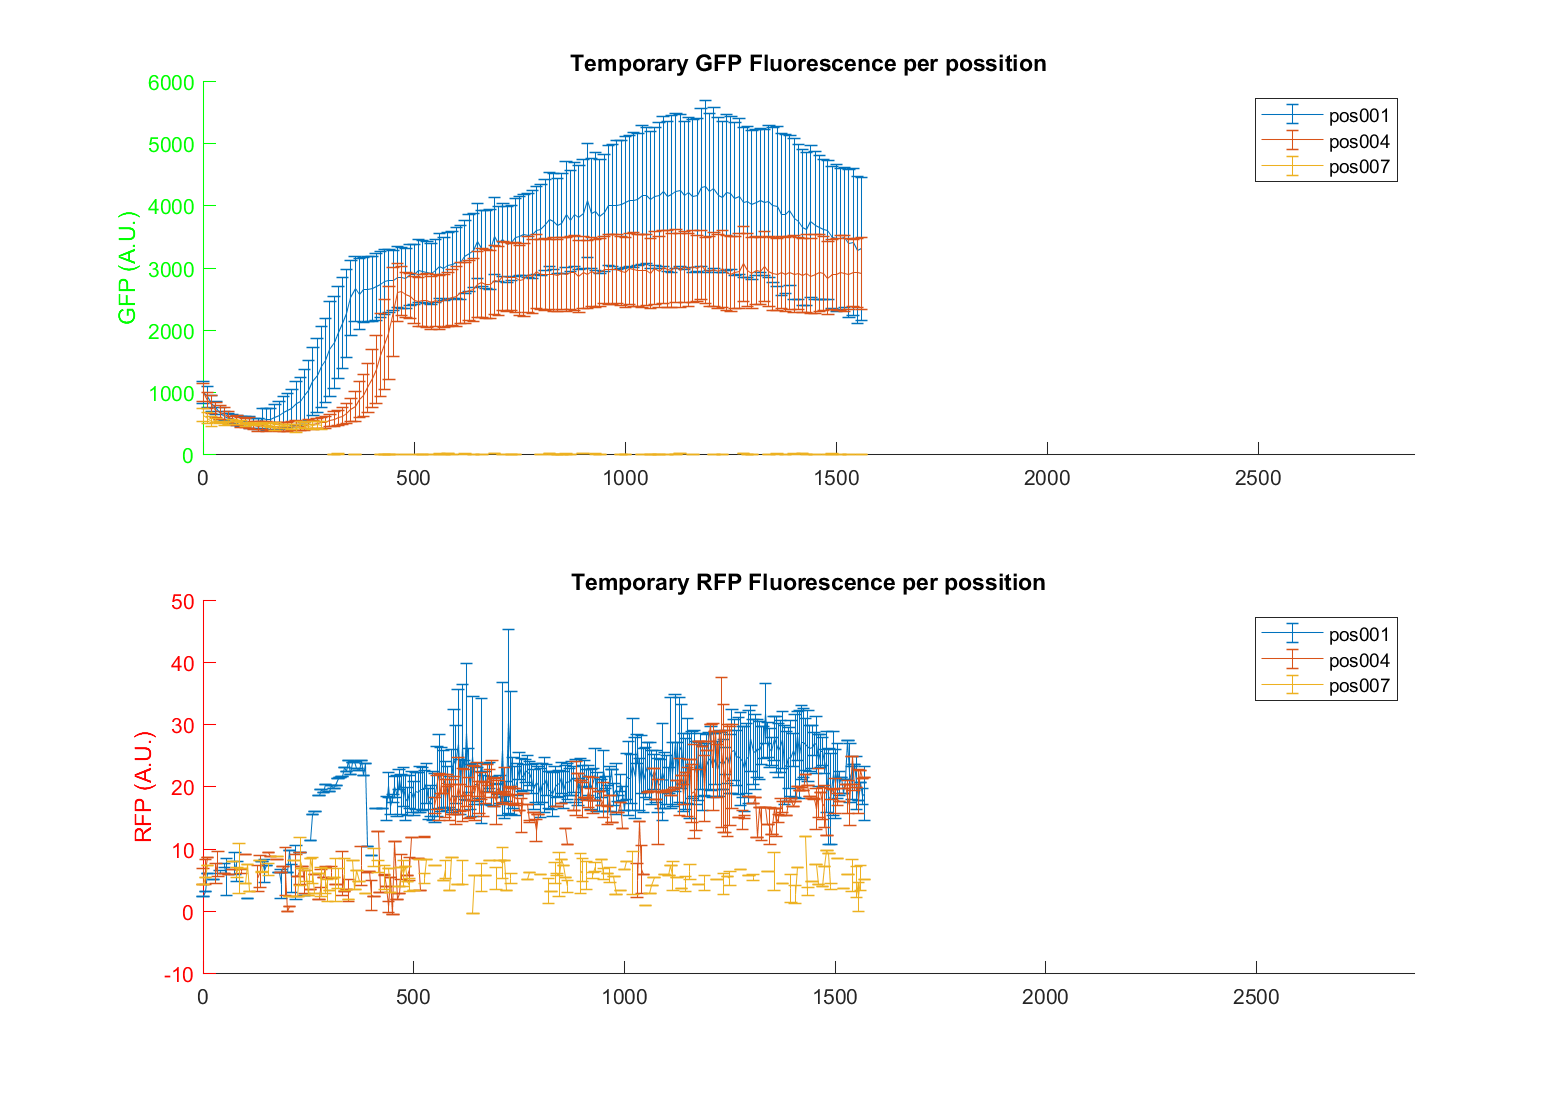 Temporary GFP Fluorescence per possition
6000
5000
4000
3000
2000
1000
0
GFP (A.U.)
0 500 1000 1500 2000 2500
pos001
pos004
pos007
Temporary RFP Fluorescence per possition
50
40
30
20
10
0
-10
RFP (A.U.)
0 500 1000 1500 2000 2500
pos001
pos004
pos007